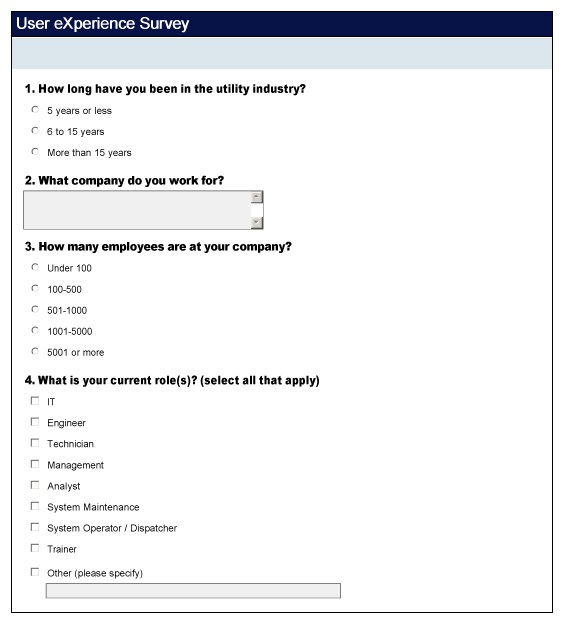 User eXperience Survey
1. How long have you been in the utility industry?
5 years or less
6 to 15 years
More than 15 years
2. What company do you work for?
3. How many employees are at your company?
Under 100
100-500
501-1000
1001-5000
5001 or more
4. What is your current role(s)? (select all that apply)
IT
Engineer
Technician
Management
Analyst
System Maintenance
System Operator / Dispatcher
Trainer
Other (please specify)